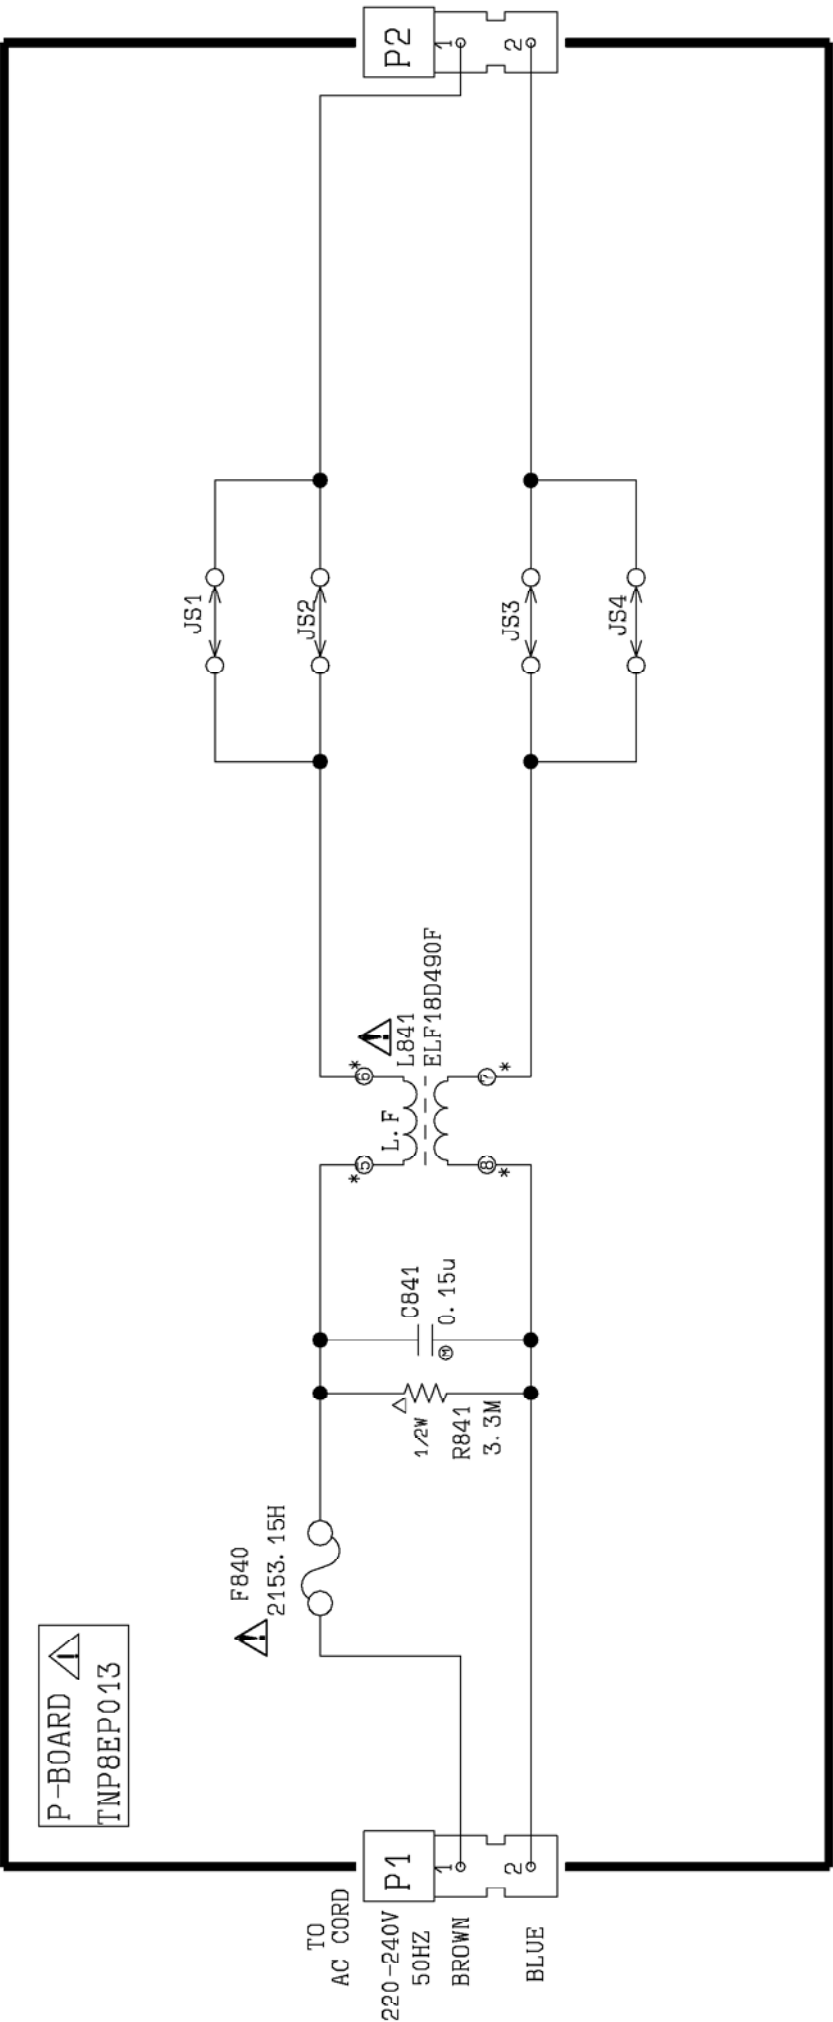 P-BOARD
TNP8EP013
TO
AC CORD
220-240V
50HZ
BROWN
BLUE
P1
1
2
F840
2153.15H
1/2W
R841
3.3M
C841
0.15u
M
L.F
L841
ELF18D490F
* 5
6 *
* 8
7 *
JS1
JS2
JS3
JS4
P2
1
2